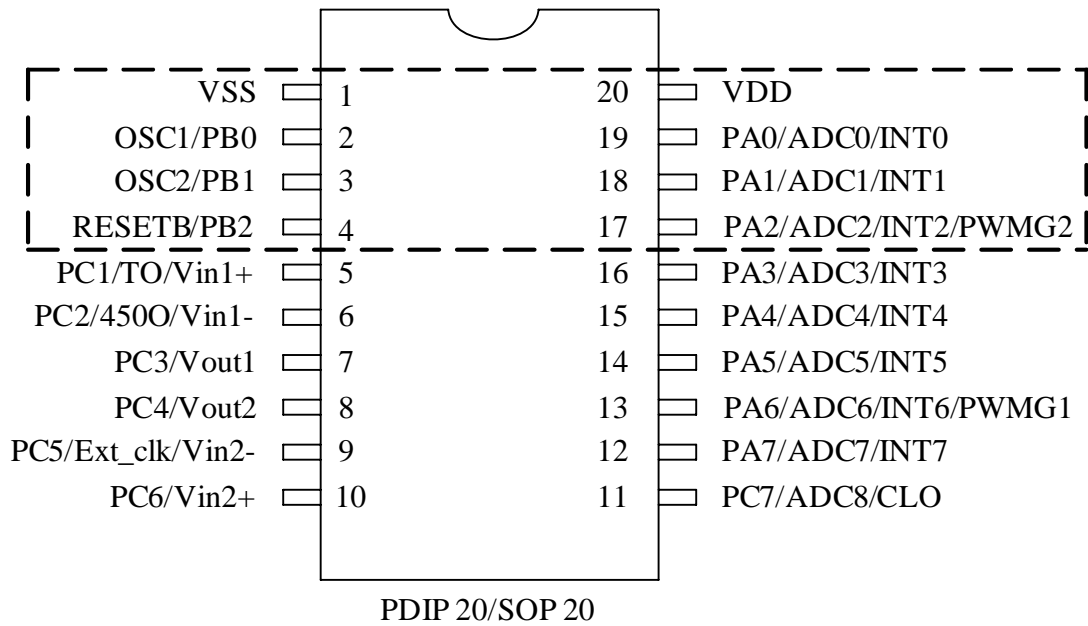 VSS 1 20 VDD
OSC1/PB0 2 19 PA0/ADC0/INT0
OSC2/PB1 3 18 PA1/ADC1/INT1
RESETB/PB2 4 17 PA2/ADC2/INT2/PWMG2
PC1/TO/Vin1+ 5 16 PA3/ADC3/INT3
PC2/450O/Vin1- 6 15 PA4/ADC4/INT4
PC3/Vout1 7 14 PA5/ADC5/INT5
PC4/Vout2 8 13 PA6/ADC6/INT6/PWMG1
PC5/Ext_clk/Vin2- 9 12 PA7/ADC7/INT7
PC6/Vin2+ 10 11 PC7/ADC8/CLO
PDIP 20/SOP 20